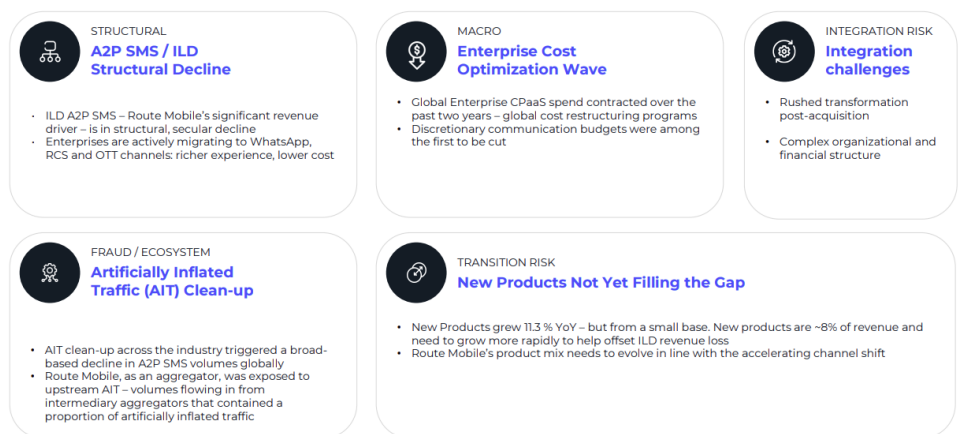 STRUCTURAL
A2P SMS / ILD
Structural Decline
• ILD A2P SMS – Route Mobile's significant revenue
driver – is in structural, secular decline
• Enterprises are actively migrating to WhatsApp,
RCS and OTT channels: richer experience, lower cost
MACRO
Enterprise Cost
Optimization Wave
• Global Enterprise CPaaS spend contracted over the
past two years – global cost restructuring programs
• Discretionary communication budgets were among
the first to be cut
INTEGRATION RISK
Integration
challenges
• Rushed transformation
post-acquisition
• Complex organizational and
financial structure
FRAUD / ECOSYSTEM
Artificially Inflated
Traffic (AIT) Clean-up
• AIT clean-up across the industry triggered a broad-
based decline in A2P SMS volumes globally
• Route Mobile, as an aggregator, was exposed to
upstream AIT – volumes flowing in from
intermediary aggregators that contained a
proportion of artificially inflated traffic
TRANSITION RISK
New Products Not Yet Filling the Gap
• New Products grew 11.3 % YoY – but from a small base. New products are ~8% of revenue and
need to grow more rapidly to help offset ILD revenue loss
• Route Mobile's product mix needs to evolve in line with the accelerating channel shift